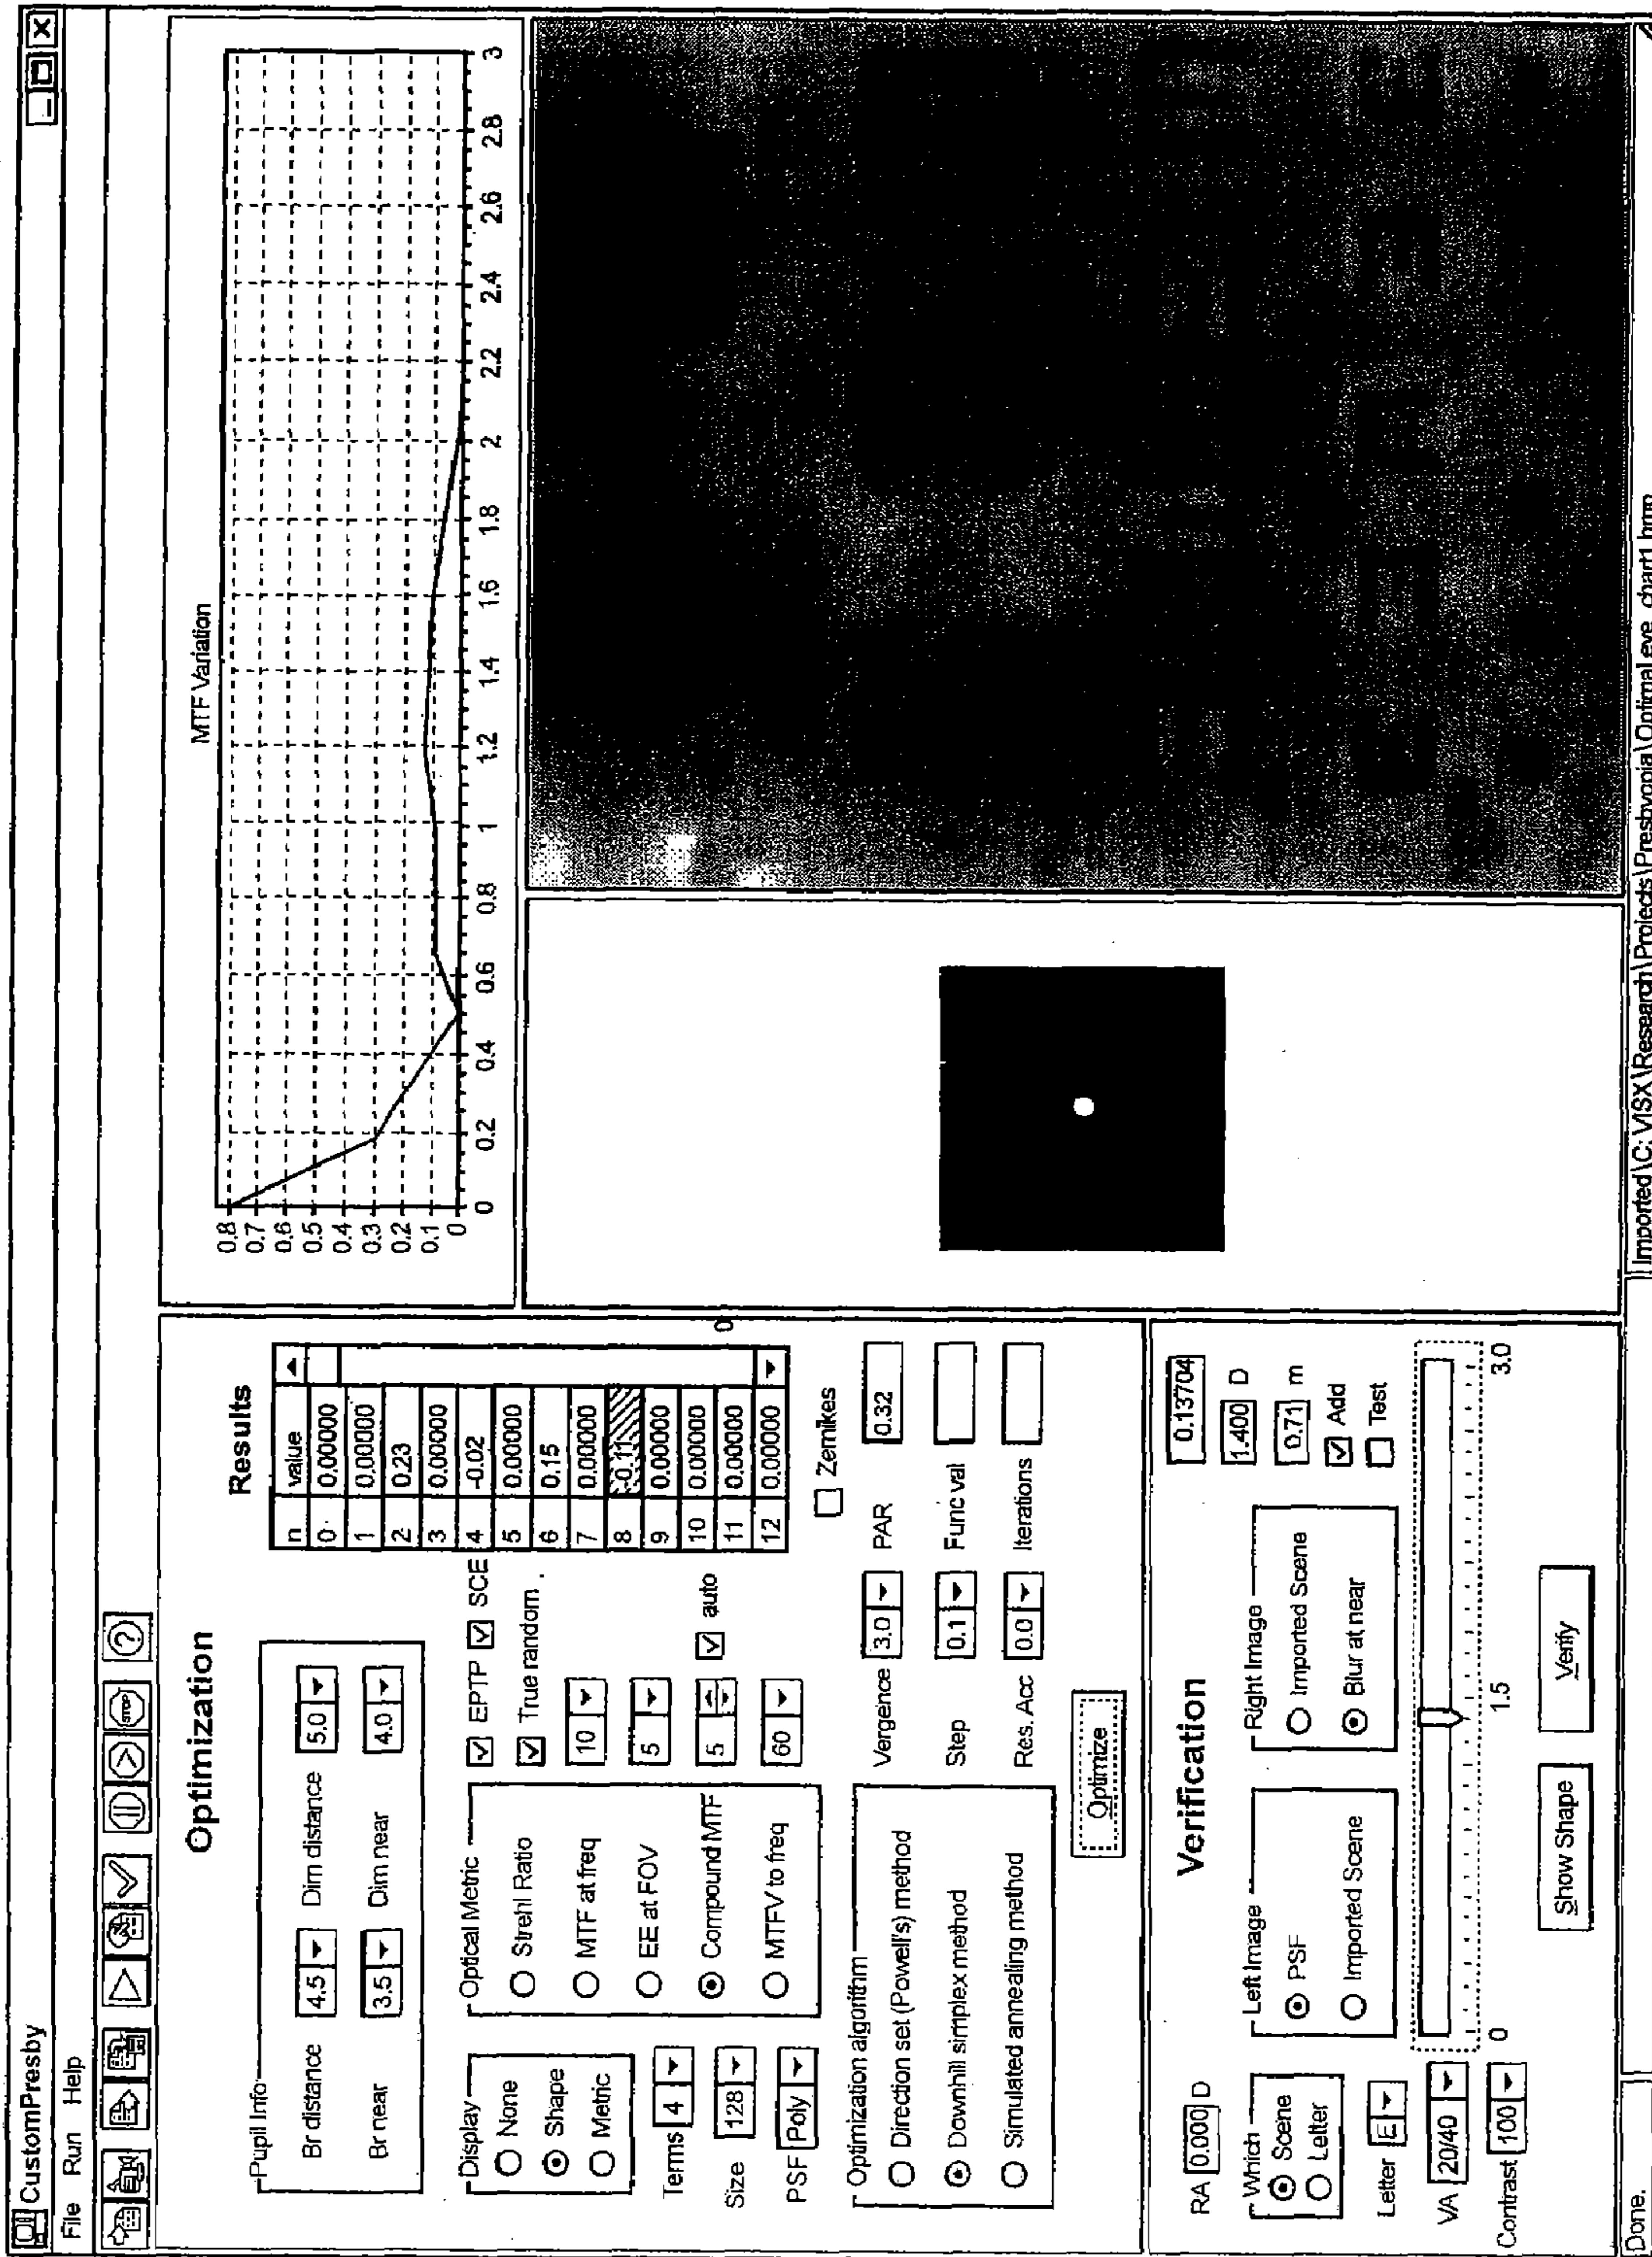 CustomPresby
File Run Help
STOP
?
Optimization
Pupil Info
Br distance 4.5 Dim distance 5.0
Br near 3.5 Dim near 4.0
Display
None
Shape
Metric
Terms 4
Size 128
PSF Poly
Optical Metric
Strehl Ratio
MTF at freq
EE at FOV
Compound MTF
MTFV to freq
EPTP SCE
True random
10
5
5 auto
60
Optimization algorithm
Direction set (Powell's) method
Downhill simplex method
Simulated annealing method
Vergence 3.0 PAR 0.32
Step 0.1 Func val
Res. Acc 0.0 Iterations
Optimize
Results
n value
0 0.00000
1 0.00000
2 0.23
3 0.00000
4 -0.02
5 0.00000
6 0.15
7 0.00000
8 -0.11
9 0.00000
10 0.00000
11 0.00000
12 0.00000
0
Zernikes
MTF Variation
0.8
0.7
0.6
0.5
0.4
0.3
0.2
0.1
0
0 0.2 0.4 0.6 0.8 1 1.2 1.4 1.6 1.8 2 2.2 2.4 2.6 2.8 3
Verification
RA 0.000 D
Which
Scene
Letter
Letter E
VA 20/40
Contrast 100
Left Image
PSF
Imported Scene
Right Image
Imported Scene
Blur at near
0.13704
1.400 D
0.71 m
Add
Test
0 1.5 3.0
Show Shape
Verify
Done.
Imported\C: VISX\Research\Projects\Presbyopia\Optimal eye_chart1.bmp